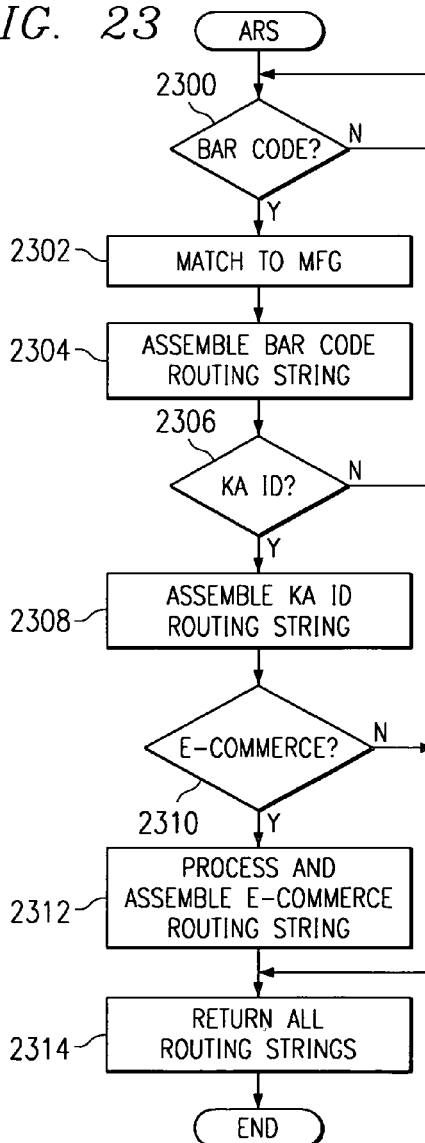 IG. 23
ARS
2300
BAR CODE?
N
Y
2302
MATCH TO MFG
2304
ASSEMBLE BAR CODE
ROUTING STRING
2306
KA ID?
N
Y
2308
ASSEMBLE KA ID
ROUTING STRING
E-COMMERCE?
N
2310
Y
2312
PROCESS AND
ASSEMBLE E-COMMERCE
ROUTING STRING
2314
RETURN ALL
ROUTING STRINGS
END